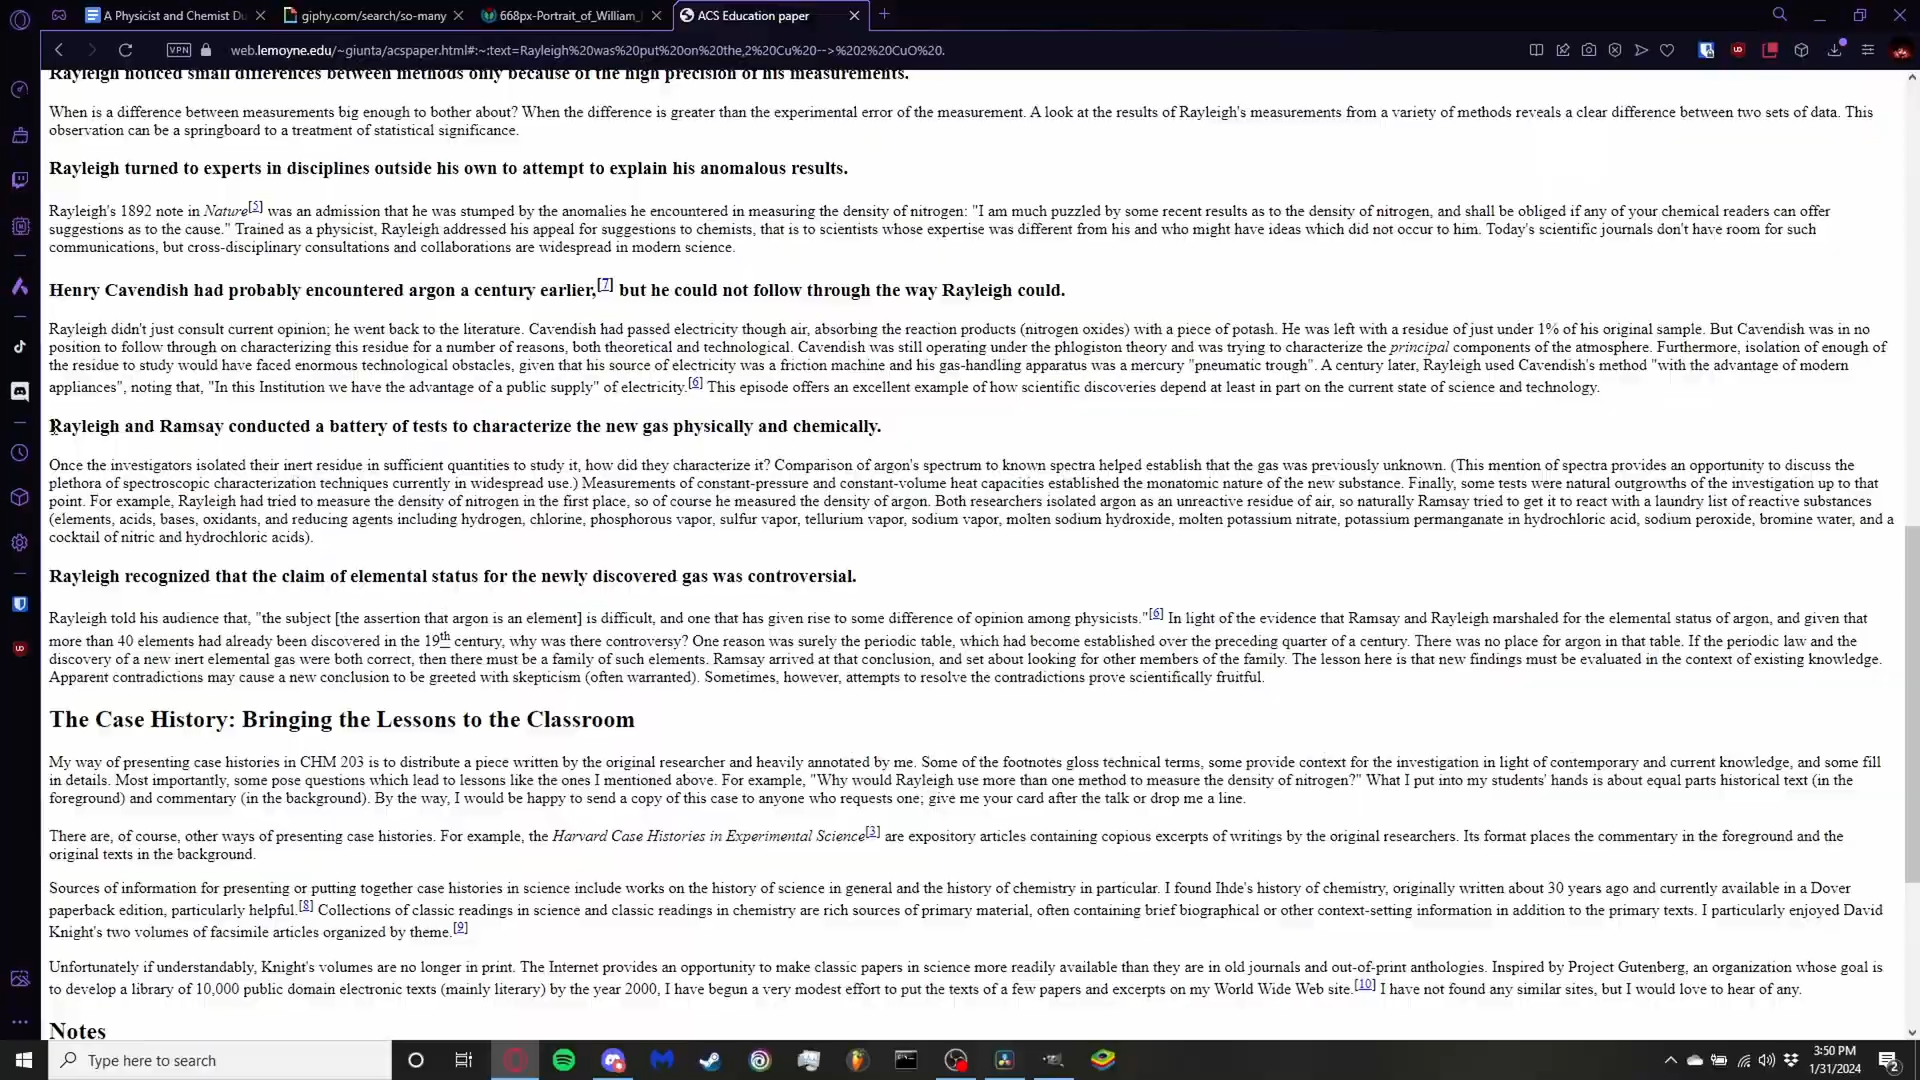 A Physicist and Chemist Du
giphy.com/search/so-many
668px-Portrait_of_William_
ACS Education paper
VPN
web.lemoyne.edu/~giunta/acspaper.html#:~:text=Rayleigh%20was%20put%20on%20the,2%20Cu%20-->%202%20CuO%20.
Rayleigh noticed small differences between methods only because of the high precision of his measurements.
When is a difference between measurements big enough to bother about? When the difference is greater than the experimental error of the measurement. A look at the results of Rayleigh's measurements from a variety of methods reveals a clear difference between two sets of data. This
observation can be a springboard to a treatment of statistical significance.
Rayleigh turned to experts in disciplines outside his own to attempt to explain his anomalous results.
Rayleigh's 1892 note in Nature[5] was an admission that he was stumped by the anomalies he encountered in measuring the density of nitrogen: "I am much puzzled by some recent results as to the density of nitrogen, and shall be obliged if any of your chemical readers can offer
suggestions as to the cause." Trained as a physicist, Rayleigh addressed his appeal for suggestions to chemists, that is to scientists whose expertise was different from his and who might have ideas which did not occur to him. Today's scientific journals don't have room for such
communications, but cross-disciplinary consultations and collaborations are widespread in modern science.
Henry Cavendish had probably encountered argon a century earlier,[7] but he could not follow through the way Rayleigh could.
Rayleigh didn't just consult current opinion; he went back to the literature. Cavendish had passed electricity though air, absorbing the reaction products (nitrogen oxides) with a piece of potash. He was left with a residue of just under 1% of his original sample. But Cavendish was in no
position to follow through on characterizing this residue for a number of reasons, both theoretical and technological. Cavendish was still operating under the phlogiston theory and was trying to characterize the principal components of the atmosphere. Furthermore, isolation of enough of
the residue to study would have faced enormous technological obstacles, given that his source of electricity was a friction machine and his gas-handling apparatus was a mercury "pneumatic trough". A century later, Rayleigh used Cavendish's method "with the advantage of modern
appliances", noting that, "In this Institution we have the advantage of a public supply" of electricity.[6] This episode offers an excellent example of how scientific discoveries depend at least in part on the current state of science and technology.
Rayleigh and Ramsay conducted a battery of tests to characterize the new gas physically and chemically.
Once the investigators isolated their inert residue in sufficient quantities to study it, how did they characterize it? Comparison of argon's spectrum to known spectra helped establish that the gas was previously unknown. (This mention of spectra provides an opportunity to discuss the
plethora of spectroscopic characterization techniques currently in widespread use.) Measurements of constant-pressure and constant-volume heat capacities established the monatomic nature of the new substance. Finally, some tests were natural outgrowths of the investigation up to that
point. For example, Rayleigh had tried to measure the density of nitrogen in the first place, so of course he measured the density of argon. Both researchers isolated argon as an unreactive residue of air, so naturally Ramsay tried to get it to react with a laundry list of reactive substances
(elements, acids, bases, oxidants, and reducing agents including hydrogen, chlorine, phosphorous vapor, sulfur vapor, tellurium vapor, sodium vapor, molten sodium hydroxide, molten potassium nitrate, potassium permanganate in hydrochloric acid, sodium peroxide, bromine water, and a
cocktail of nitric and hydrochloric acids).
Rayleigh recognized that the claim of elemental status for the newly discovered gas was controversial.
Rayleigh told his audience that, "the subject [the assertion that argon is an element] is difficult, and one that has given rise to some difference of opinion among physicists."[6] In light of the evidence that Ramsay and Rayleigh marshaled for the elemental status of argon, and given that
more than 40 elements had already been discovered in the 19th century, why was there controversy? One reason was surely the periodic table, which had become established over the preceding quarter of a century. There was no place for argon in that table. If the periodic law and the
discovery of a new inert elemental gas were both correct, then there must be a family of such elements. Ramsay arrived at that conclusion, and set about looking for other members of the family. The lesson here is that new findings must be evaluated in the context of existing knowledge.
Apparent contradictions may cause a new conclusion to be greeted with skepticism (often warranted). Sometimes, however, attempts to resolve the contradictions prove scientifically fruitful.
The Case History: Bringing the Lessons to the Classroom
My way of presenting case histories in CHM 203 is to distribute a piece written by the original researcher and heavily annotated by me. Some of the footnotes gloss technical terms, some provide context for the investigation in light of contemporary and current knowledge, and some fill
in details. Most importantly, some pose questions which lead to lessons like the ones I mentioned above. For example, "Why would Rayleigh use more than one method to measure the density of nitrogen?" What I put into my students' hands is about equal parts historical text (in the
foreground) and commentary (in the background). By the way, I would be happy to send a copy of this case to anyone who requests one; give me your card after the talk or drop me a line.
There are, of course, other ways of presenting case histories. For example, the Harvard Case Histories in Experimental Science[3] are expository articles containing copious excerpts of writings by the original researchers. Its format places the commentary in the foreground and the
original texts in the background.
Sources of information for presenting or putting together case histories in science include works on the history of science in general and the history of chemistry in particular. I found Ihde's history of chemistry, originally written about 30 years ago and currently available in a Dover
paperback edition, particularly helpful.[8] Collections of classic readings in science and classic readings in chemistry are rich sources of primary material, often containing brief biographical or other context-setting information in addition to the primary texts. I particularly enjoyed David
Knight's two volumes of facsimile articles organized by theme.[9]
Unfortunately if understandably, Knight's volumes are no longer in print. The Internet provides an opportunity to make classic papers in science more readily available than they are in old journals and out-of-print anthologies. Inspired by Project Gutenberg, an organization whose goal is
to develop a library of 10,000 public domain electronic texts (mainly literary) by the year 2000, I have begun a very modest effort to put the texts of a few papers and excerpts on my World Wide Web site.[10] I have not found any similar sites, but I would love to hear of any.
Notes
Type here to search
3:50 PM
1/31/2024
2